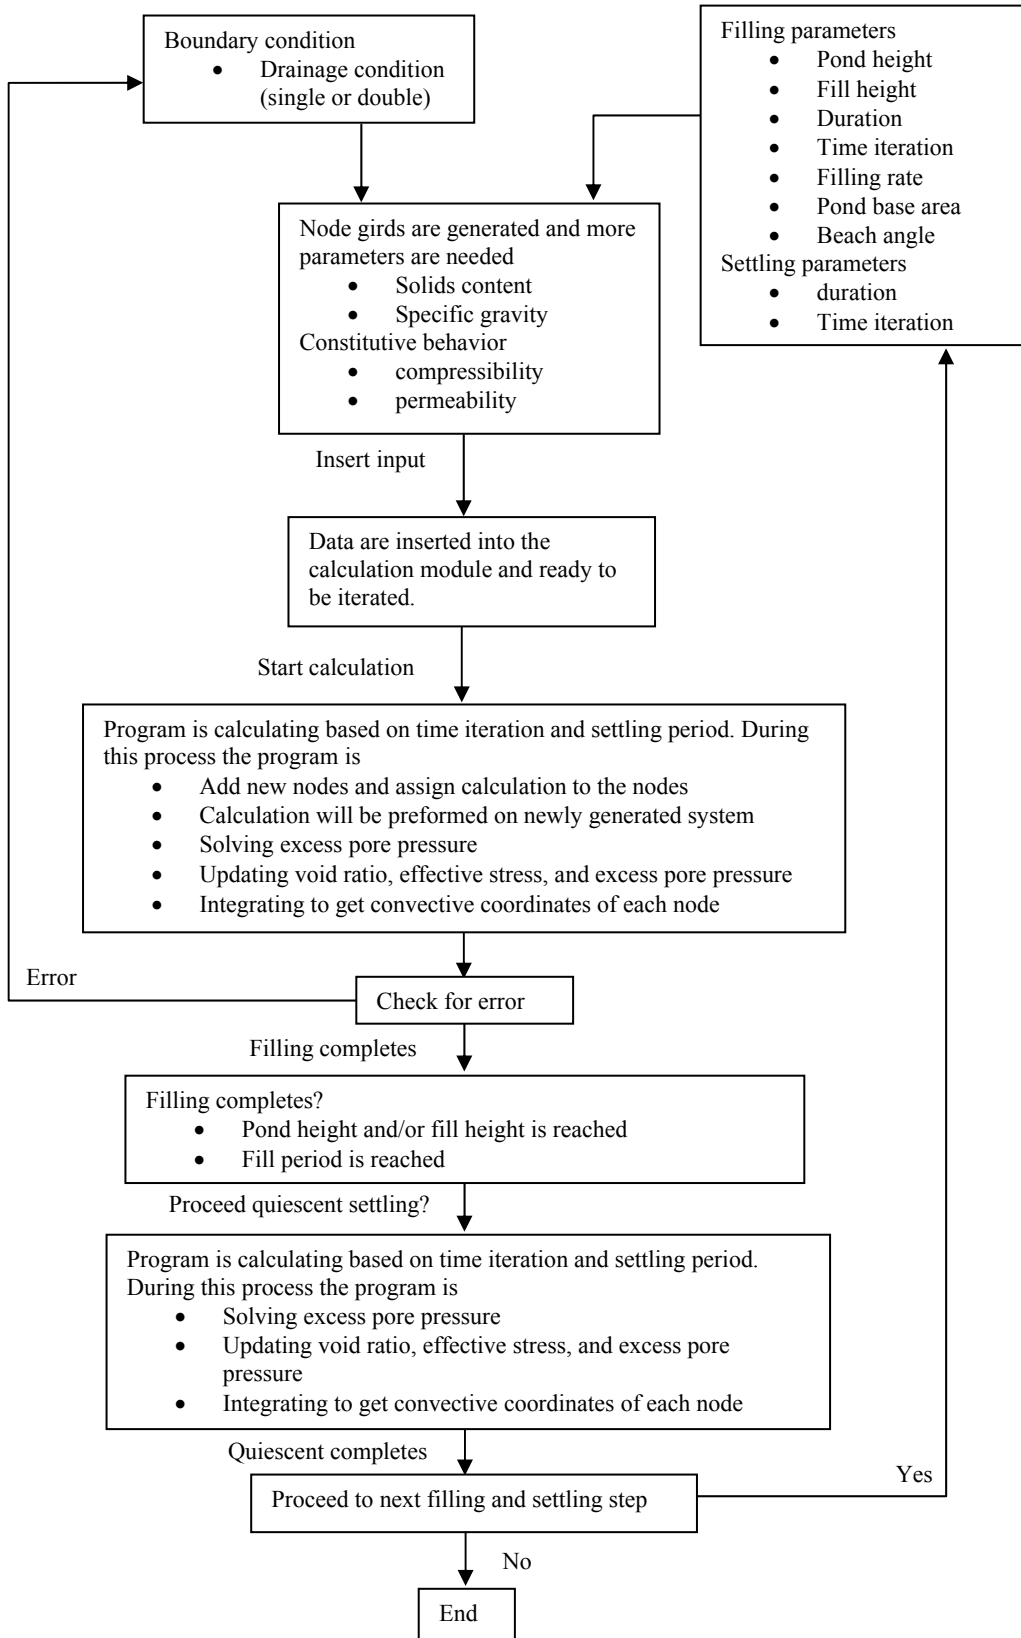 Boundary condition
• Drainage condition
(single or double)
Filling parameters
• Pond height
• Fill height
• Duration
• Time iteration
• Filling rate
• Pond base area
• Beach angle
Settling parameters
• duration
• Time iteration
Node girds are generated and more
parameters are needed
• Solids content
• Specific gravity
Constitutive behavior
• compressibility
• permeability
Insert input
Data are inserted into the
calculation module and ready to
be iterated.
Start calculation
Program is calculating based on time iteration and settling period. During
this process the program is
• Add new nodes and assign calculation to the nodes
• Calculation will be preformed on newly generated system
• Solving excess pore pressure
• Updating void ratio, effective stress, and excess pore pressure
• Integrating to get convective coordinates of each node
Error
Check for error
Filling completes
Filling completes?
• Pond height and/or fill height is reached
• Fill period is reached
Proceed quiescent settling?
Program is calculating based on time iteration and settling period.
During this process the program is
• Solving excess pore pressure
• Updating void ratio, effective stress, and excess pore
pressure
• Integrating to get convective coordinates of each node
Quiescent completes
Yes
Proceed to next filling and settling step
No
End